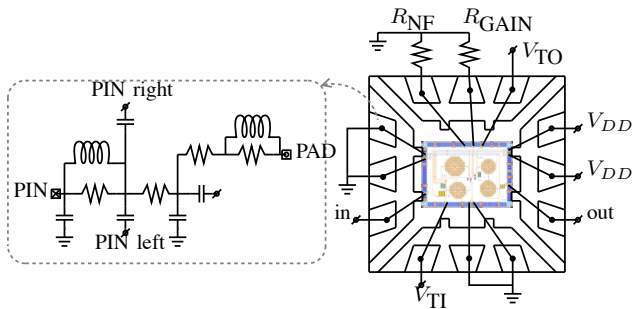 R_NF R_GAIN
V_TO
PIN right
V_DD
PAD
V_DD
PIN
in
out
PIN left
V_TI